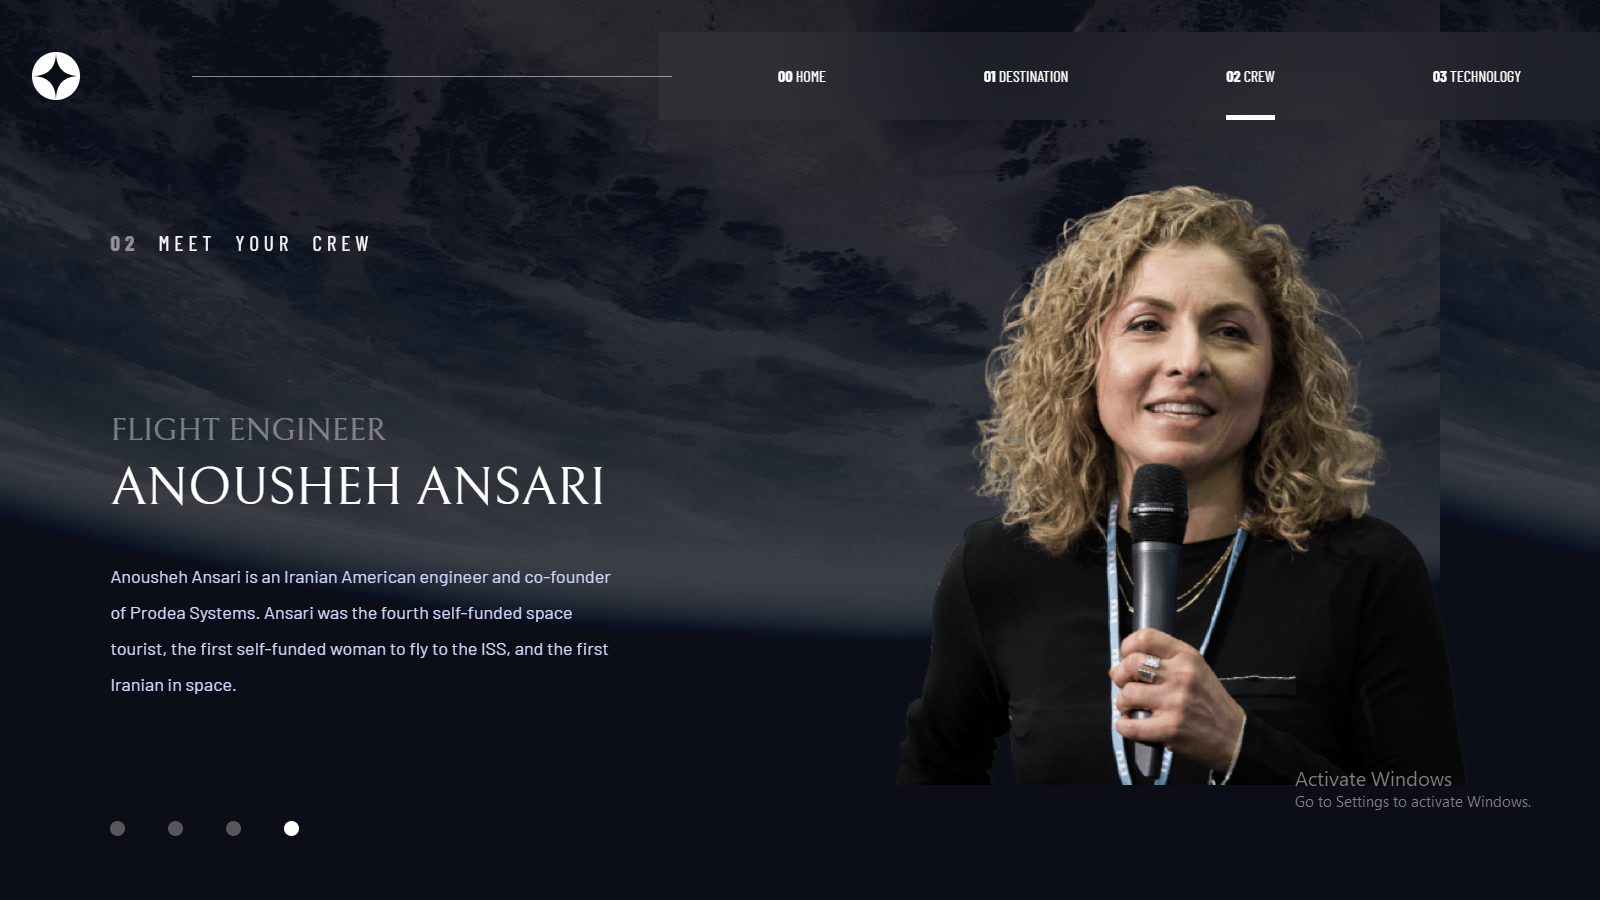 00 HOME
01 DESTINATION
02 CREW
03 TECHNOLOGY
02 MEET YOUR CREW
FLIGHT ENGINEER
ANOUSHEH ANSARI
Anousheh Ansari is an Iranian American engineer and co-founder
of Prodea Systems. Ansari was the fourth self-funded space
tourist, the first self-funded woman to fly to the ISS, and the first
Iranian in space.
Activate Windows
Go to Settings to activate Windows.